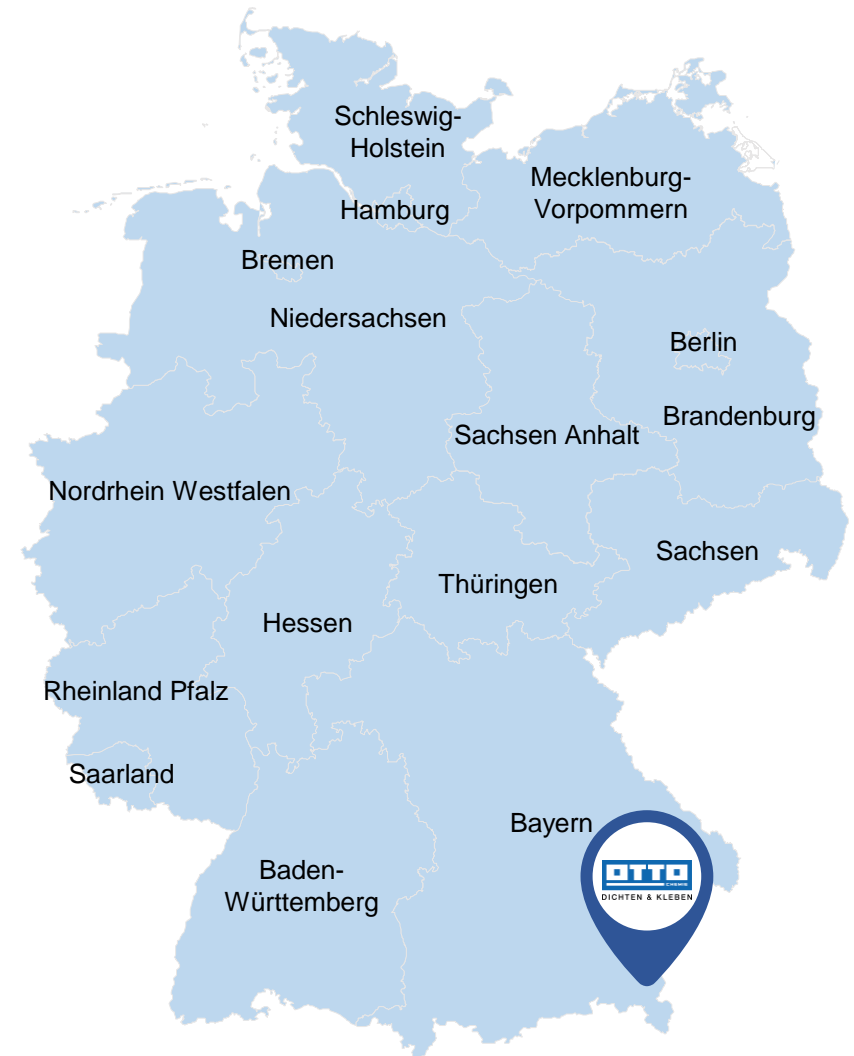 Schleswig-
Holstein
Mecklenburg-
Vorpommern
Hamburg
Bremen
Niedersachsen
Berlin
Brandenburg
Sachsen Anhalt
Nordrhein Westfalen
Sachsen
Thüringen
Hessen
Rheinland Pfalz
Saarland
Bayern
Baden-
Württemberg
OTTO
CHEMIE
DICHTEN & KLEBEN